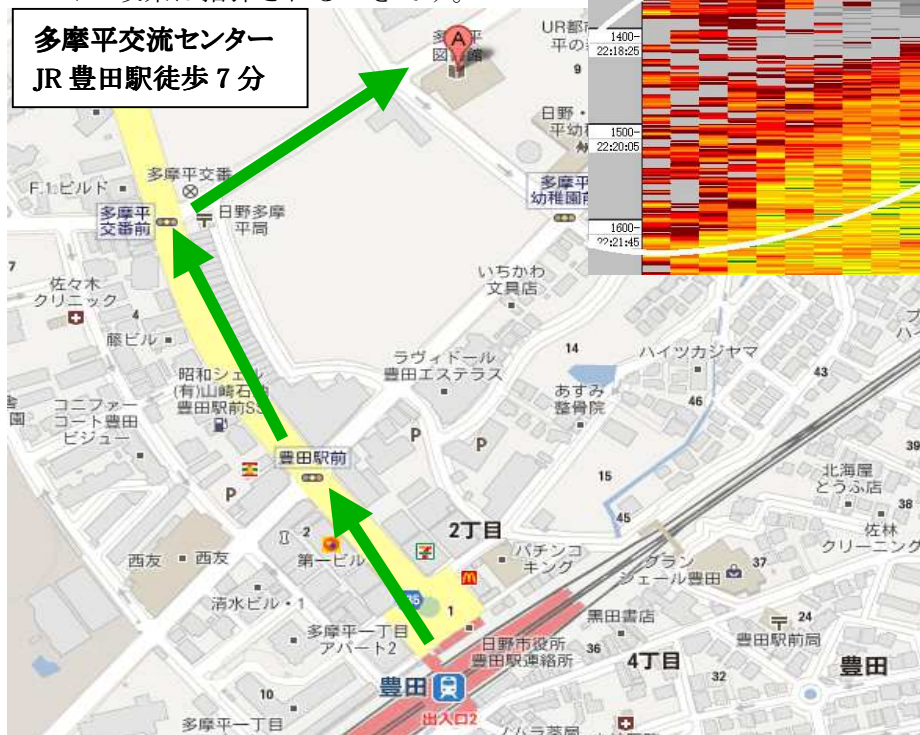 多摩平交流センター
JR 豊田駅徒歩 7 分
A
UR都
平の
9
日野・
平幼稚
1400-
22:18:25
1500-
22:20:05
1600-
22:21:45
多摩平交番
F.1.ビルド
多摩平
交番前
日野多摩
平局
多摩平
幼稚園前
7
佐々木
クリニック
4
藤ビル
いちかわ
文具店
昭和シェル
(有)山崎石油
豊田駅前SS
ラヴィドール
豊田エステラス
14
ハイツカジヤマ
43
あすみ
整骨院
46
コニファー
コート豊田
ビジュー
園
P
P
豊田駅前
P
15
39
北海屋
とうふ店
38
45
2丁目
2
第一ビル
西友
西友
パチンコ
キング
グラン
シェール豊田
37
佐林
クリーニング
清水ビル・1
1
多摩平一丁目
アパート2
日野市役所
豊田駅連絡所
黒田書店
36
24
豊田駅前局
4丁目
豊田
豊田
32
10
出入口2
多摩平一丁目
ノムラ薬局